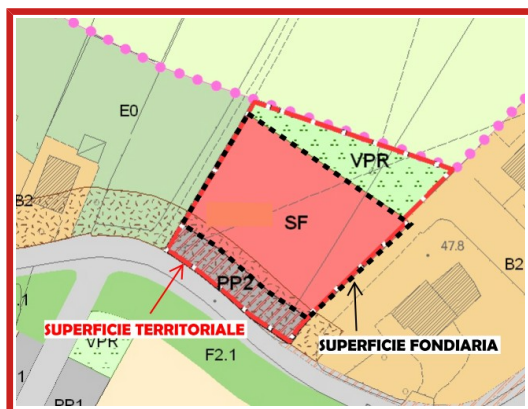 E0
VPR
B2
SF
47.8
B2
PP2
SUPERFICIE TERRITORIALE
SUPERFICIE FONDIARIA
.1
VPR
F2.1
1
PP1